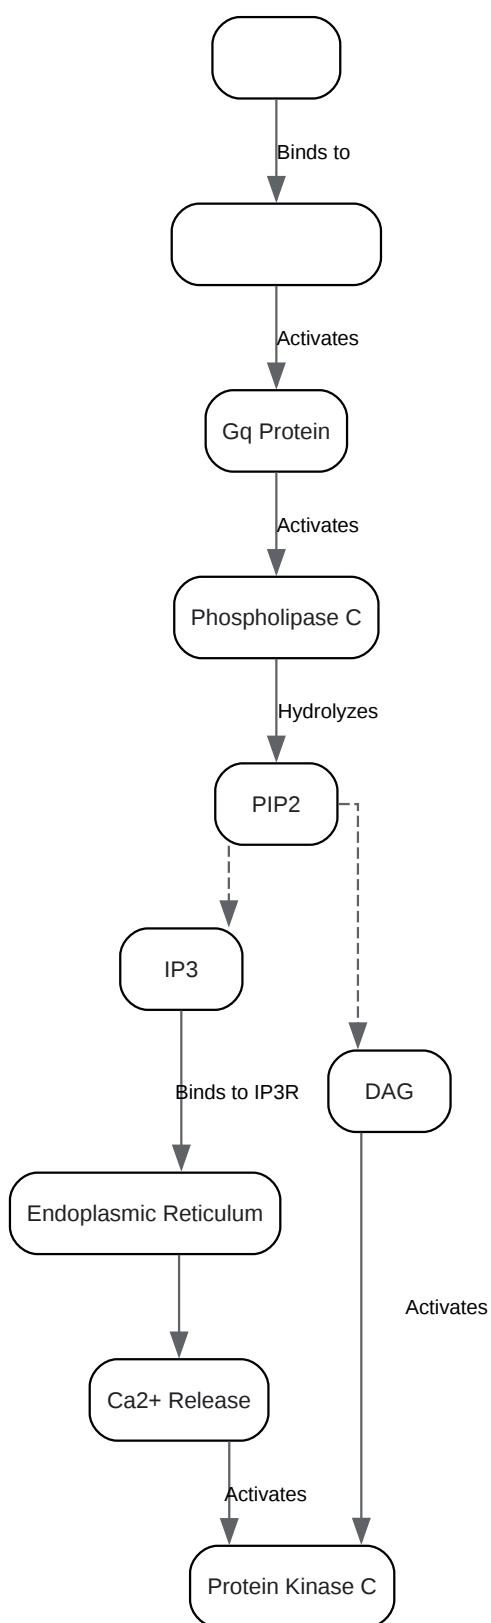 Binds to
Activates
Gq Protein
Activates
Phospholipase C
Hydrolyzes
PIP2
IP3
Binds to IP3R
DAG
Endoplasmic Reticulum
Activates
Ca2+ Release
Activates
Protein Kinase C